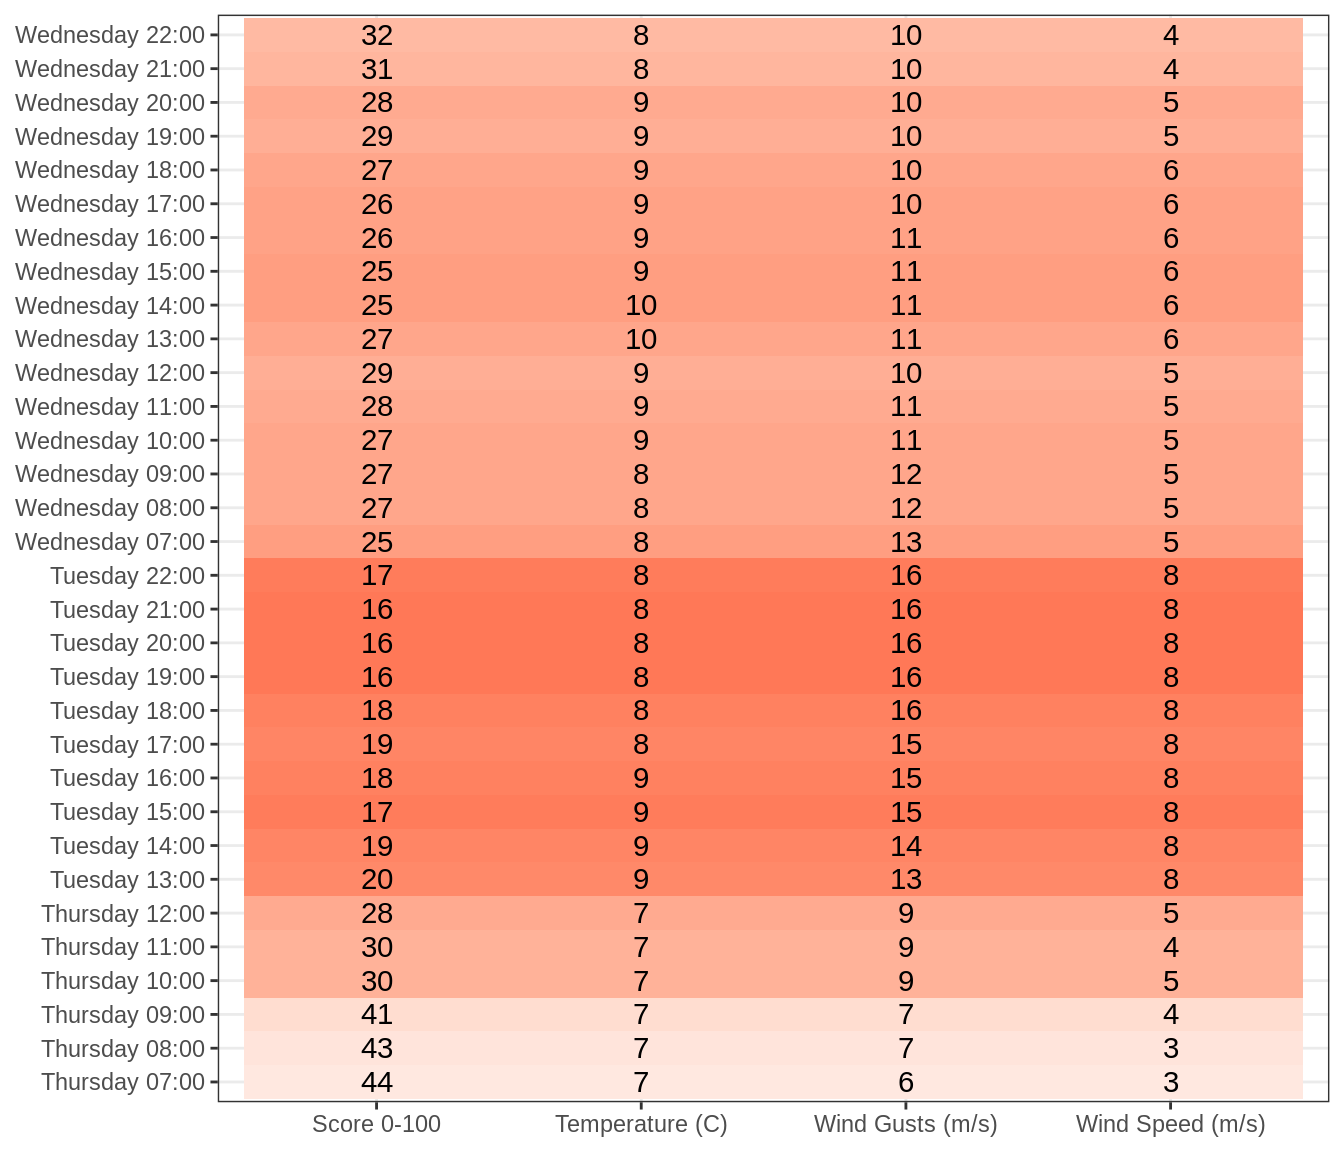 Wednesday 22:00 32 8 10 4
Wednesday 21:00 31 8 10 4
Wednesday 20:00 28 9 10 5
Wednesday 19:00 29 9 10 5
Wednesday 18:00 27 9 10 6
Wednesday 17:00 26 9 10 6
Wednesday 16:00 26 9 11 6
Wednesday 15:00 25 9 11 6
Wednesday 14:00 25 10 11 6
Wednesday 13:00 27 10 11 6
Wednesday 12:00 29 9 10 5
Wednesday 11:00 28 9 11 5
Wednesday 10:00 27 9 11 5
Wednesday 09:00 27 8 12 5
Wednesday 08:00 27 8 12 5
Wednesday 07:00 25 8 13 5
Tuesday 22:00 17 8 16 8
Tuesday 21:00 16 8 16 8
Tuesday 20:00 16 8 16 8
Tuesday 19:00 16 8 16 8
Tuesday 18:00 18 8 16 8
Tuesday 17:00 19 8 15 8
Tuesday 16:00 18 9 15 8
Tuesday 15:00 17 9 15 8
Tuesday 14:00 19 9 14 8
Tuesday 13:00 20 9 13 8
Thursday 12:00 28 7 9 5
Thursday 11:00 30 7 9 4
Thursday 10:00 30 7 9 5
Thursday 09:00 41 7 7 4
Thursday 08:00 43 7 7 3
Thursday 07:00 44 7 6 3
Score 0-100 Temperature (C) Wind Gusts (m/s) Wind Speed (m/s)